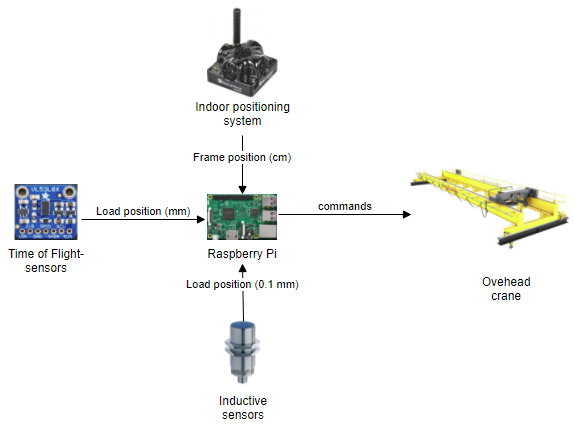 Indoor positioning
system
Frame position (cm)
VL53L0X
Load position (mm)
commands
Time of Flight-
sensors
Raspberry Pi
Ovehead
crane
Load position (0.1 mm)
Inductive
sensors